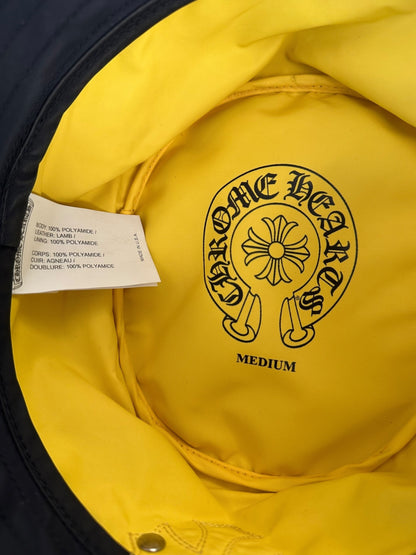 CHROME HEARTS
MEDIUM
BODY: 100% POLYAMIDE /
LEATHER: LAMB /
LINING: 100% POLYAMIDE
CORPS: 100% POLYAMIDE /
CUIR: AGNEAU /
DOUBLURE: 100% POLYAMIDE
MADE IN U.S.A.